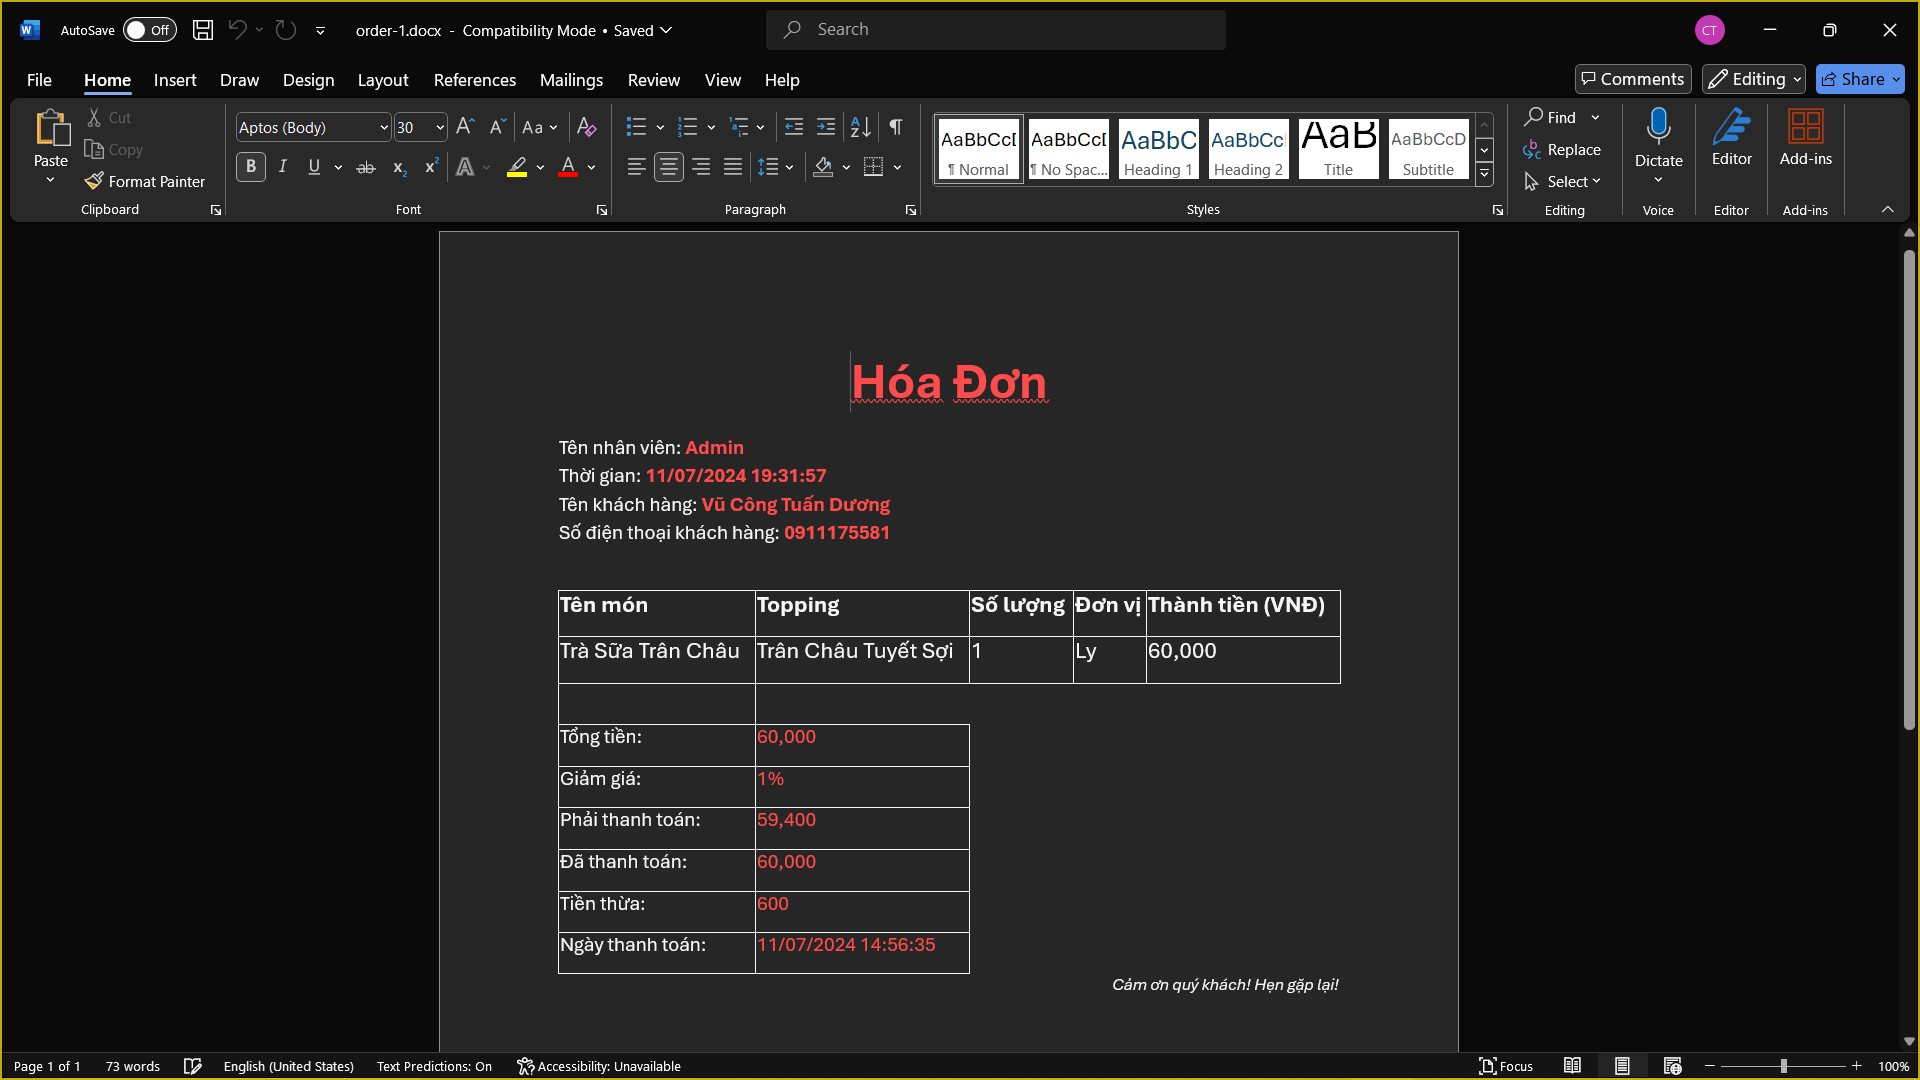 AutoSave Off order-1.docx - Compatibility Mode • Saved Search CT
File Home Insert Draw Design Layout References Mailings Review View Help Comments Editing Share
Paste Cut Copy Format Painter Clipboard
Aptos (Body) 30 Aa B I U ab x₂ x² A A Font
Paragraph
AaBbCcD ¶ Normal
AaBbCcD ¶ No Spac...
AaBbC Heading 1
AaBbCc Heading 2
AaB Title
AaBbCcD Subtitle
Styles
Find Replace Select Editing
Dictate Voice
Editor Editor
Add-ins Add-ins
Hóa Đơn
Tên nhân viên: Admin
Thời gian: 11/07/2024 19:31:57
Tên khách hàng: Vũ Công Tuấn Dương
Số điện thoại khách hàng: 0911175581
Tên món Topping Số lượng Đơn vị Thành tiền (VNĐ)
Trà Sữa Trân Châu Trân Châu Tuyết Sợi 1 Ly 60,000
Tổng tiền: 60,000
Giảm giá: 1%
Phải thanh toán: 59,400
Đã thanh toán: 60,000
Tiền thừa: 600
Ngày thanh toán: 11/07/2024 14:56:35
Cảm ơn quý khách! Hẹn gặp lại!
Page 1 of 1 73 words English (United States) Text Predictions: On Accessibility: Unavailable Focus 100%